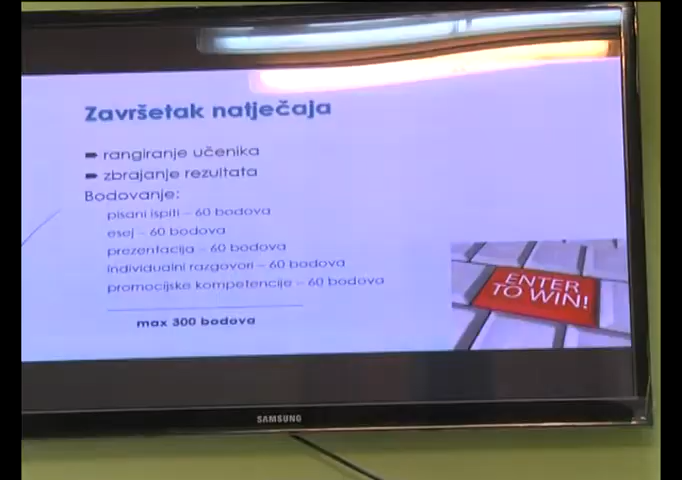 Završetak natječaja
rangiranje učenika
zbrajanje rezultata
Bodovanje:
pisani ispiti – 60 bodova
esej – 60 bodova
prezentacija – 60 bodova
individualni razgovori – 60 bodova
promocijske kompetencije – 60 bodova
max 300 bodova
ENTER
TO WIN!
SAMSUNG